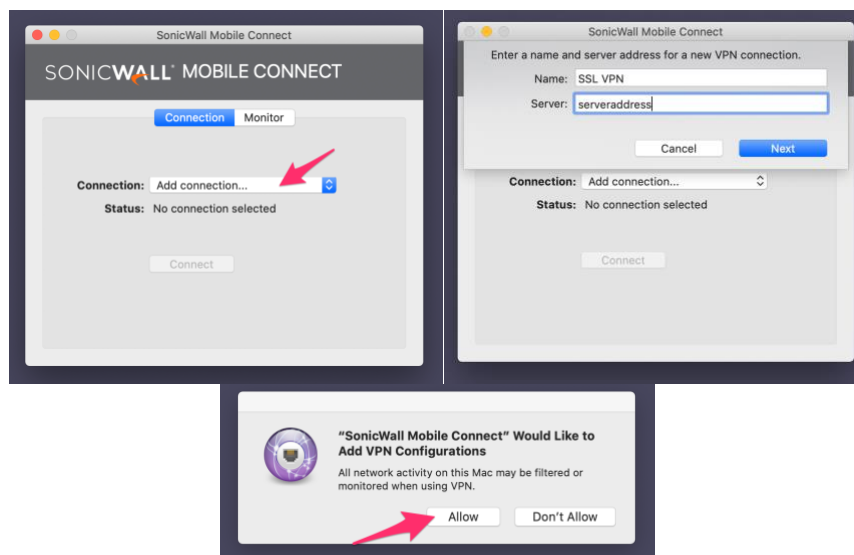 SonicWall Mobile Connect
SONICWALL® MOBILE CONNECT
Connection Monitor
Connection: Add connection...
Status: No connection selected
Connect
SonicWall Mobile Connect
Enter a name and server address for a new VPN connection.
Name: SSL VPN
Server: serveraddress
Cancel Next
Connection: Add connection...
Status: No connection selected
Connect
“SonicWall Mobile Connect” Would Like to
Add VPN Configurations
All network activity on this Mac may be filtered or
monitored when using VPN.
Allow Don’t Allow